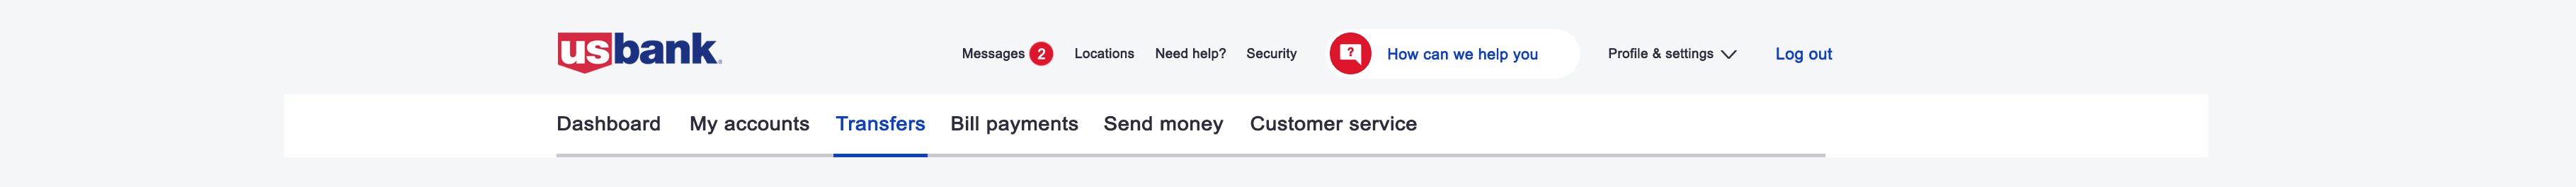 usbank®
Messages 2 Locations Need help? Security ? How can we help you Profile & settings Log out
Dashboard My accounts Transfers Bill payments Send money Customer service